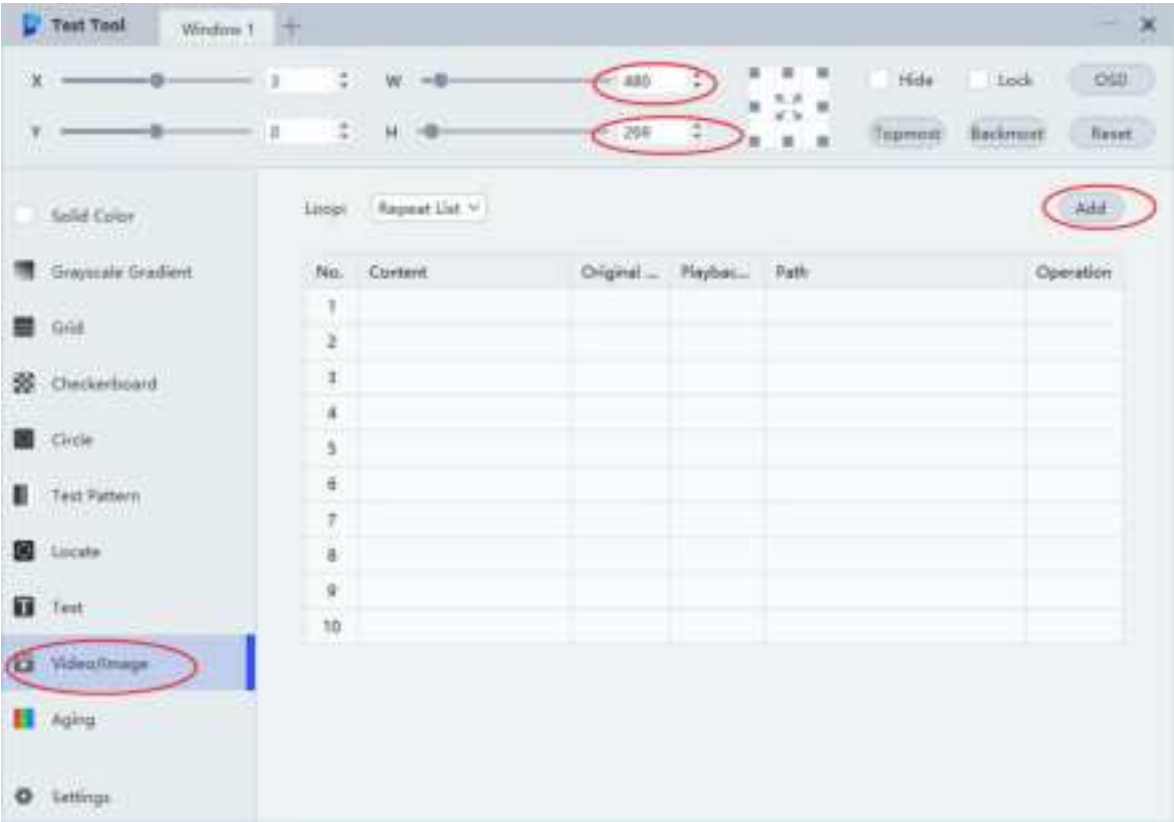 Test Tool
Window 1
X W 480 Hide Lock OSD
Y 0 H Topmost Backmost Reset
Solid Color
Loop: Repeat List Add
Grayscale Gradient
No. Content Original ... Playbac... Path Operation
1
2
3
4
5
6
7
8
9
10
Grid
Checkerboard
Circle
Test Pattern
Locate
Text
Video/Image
Aging
Settings